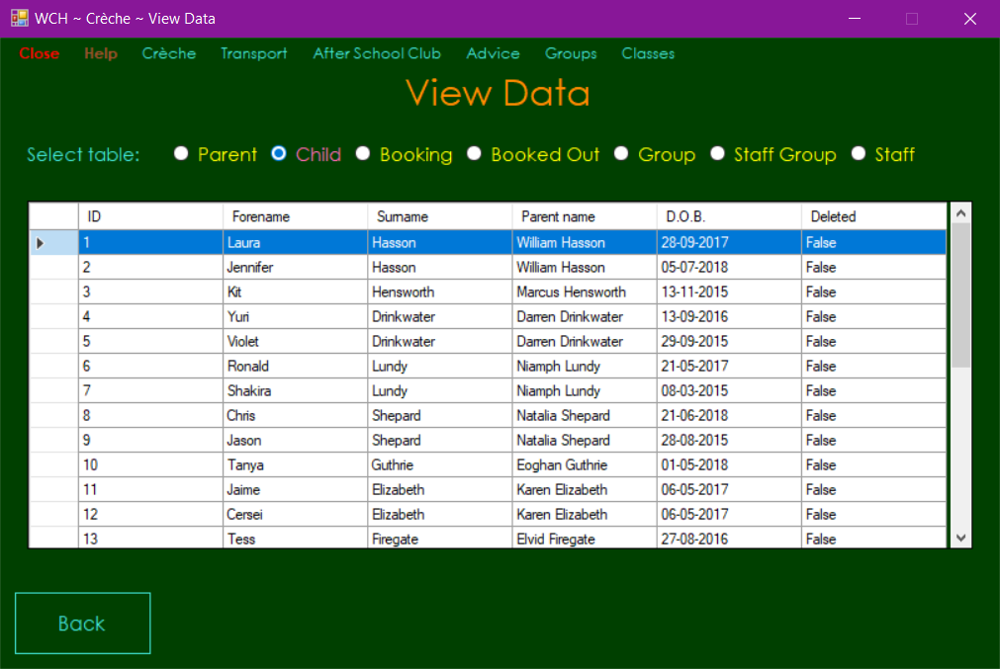 WCH ~ Crèche ~ View Data
Close Help Crèche Transport After School Club Advice Groups Classes
View Data
Select table: Parent Child Booking Booked Out Group Staff Group Staff
ID Forename Surname Parent name D.O.B. Deleted
1 Laura Hasson William Hasson 28-09-2017 False
2 Jennifer Hasson William Hasson 05-07-2018 False
3 Kit Hensworth Marcus Hensworth 13-11-2015 False
4 Yuri Drinkwater Darren Drinkwater 13-09-2016 False
5 Violet Drinkwater Darren Drinkwater 29-09-2015 False
6 Ronald Lundy Niamph Lundy 21-05-2017 False
7 Shakira Lundy Niamph Lundy 08-03-2015 False
8 Chris Shepard Natalia Shepard 21-06-2018 False
9 Jason Shepard Natalia Shepard 28-08-2015 False
10 Tanya Guthrie Eoghan Guthrie 01-05-2018 False
11 Jaime Elizabeth Karen Elizabeth 06-05-2017 False
12 Cersei Elizabeth Karen Elizabeth 06-05-2017 False
13 Tess Firegate Elvid Firegate 27-08-2016 False
Back